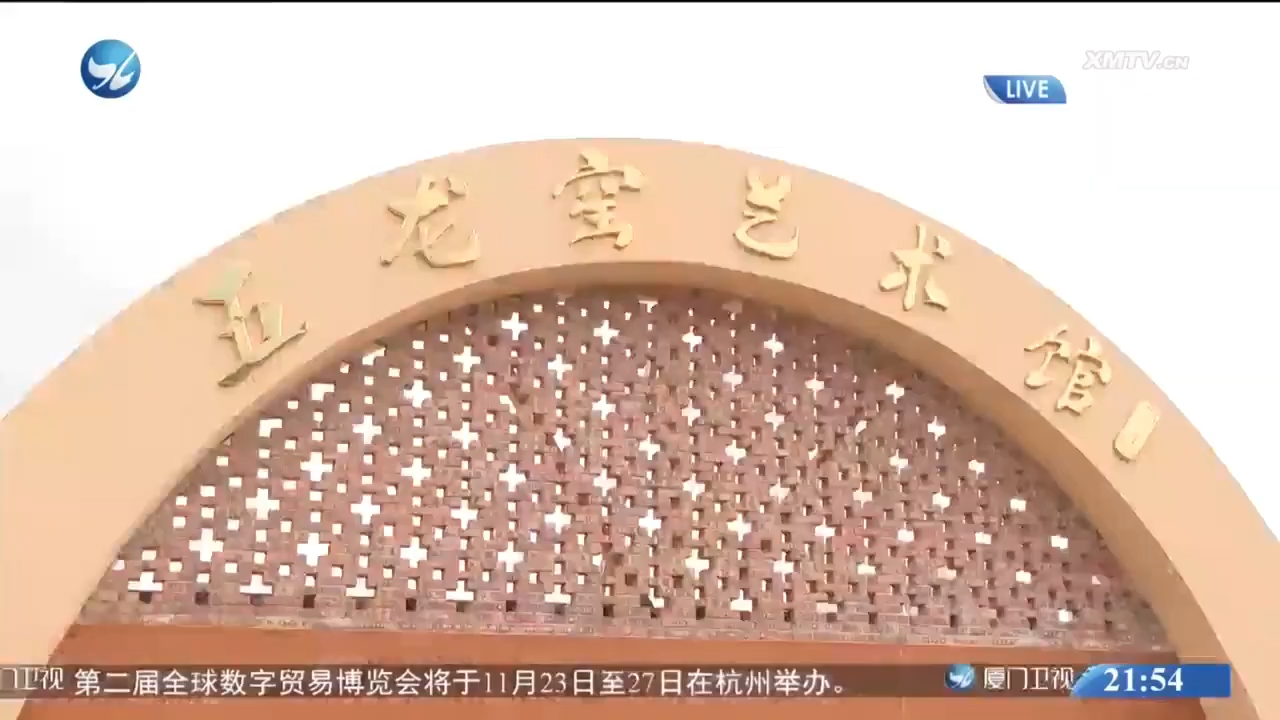 XMTV.CN
LIVE
五龙窑艺术馆
门卫视 第二届全球数字贸易博览会将于11月23日至27日在杭州举办。
厦门卫视
21:54